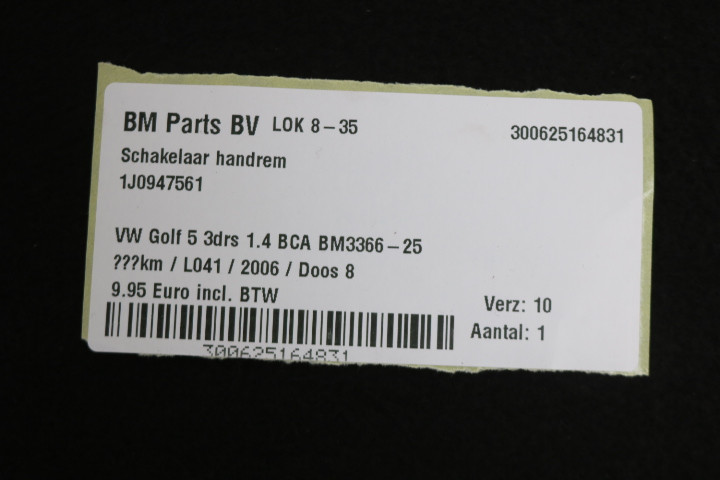 BM Parts BV LOK 8-35 300625164831
Schakelaar handrem
1J0947561
VW Golf 5 3drs 1.4 BCA BM3366-25
???km / L041 / 2006 / Doos 8
9.95 Euro incl. BTW
Verz: 10
Aantal: 1
300625164831